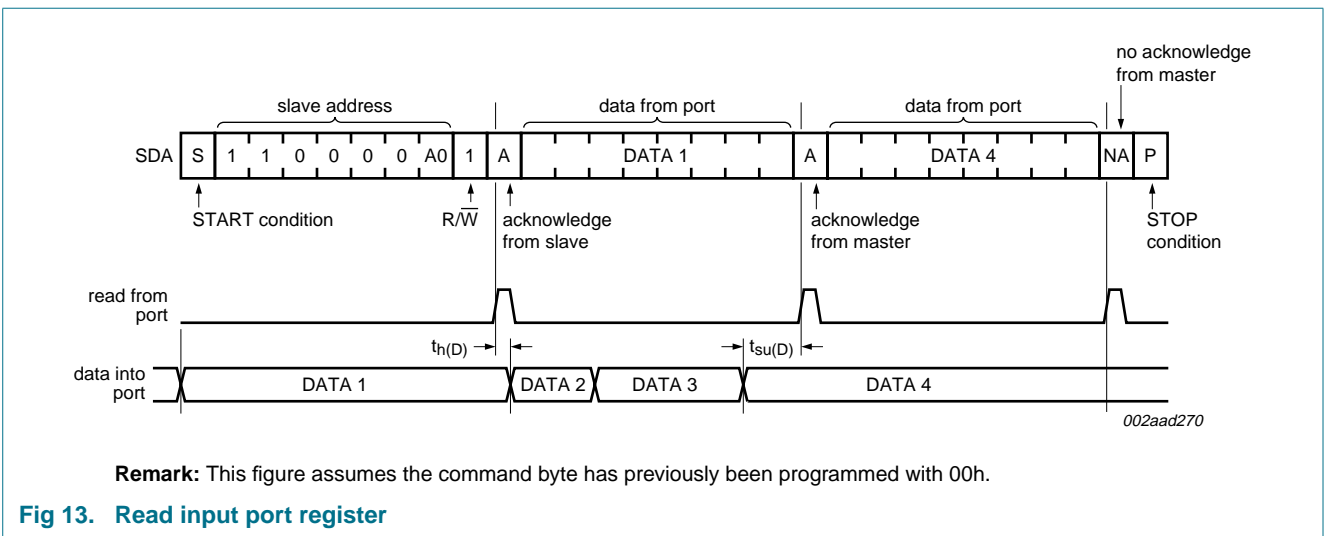 no acknowledge
from master
slave address
data from port
data from port
SDA S 1 1 0 0 0 0 A0 1 A DATA 1 A DATA 4 NA P
START condition
R/W̅
acknowledge
from slave
acknowledge
from master
STOP
condition
read from
port
th(D)
tsu(D)
data into
port
DATA 1 DATA 2 DATA 3 DATA 4
002aad270
Remark: This figure assumes the command byte has previously been programmed with 00h.
Fig 13. Read input port register